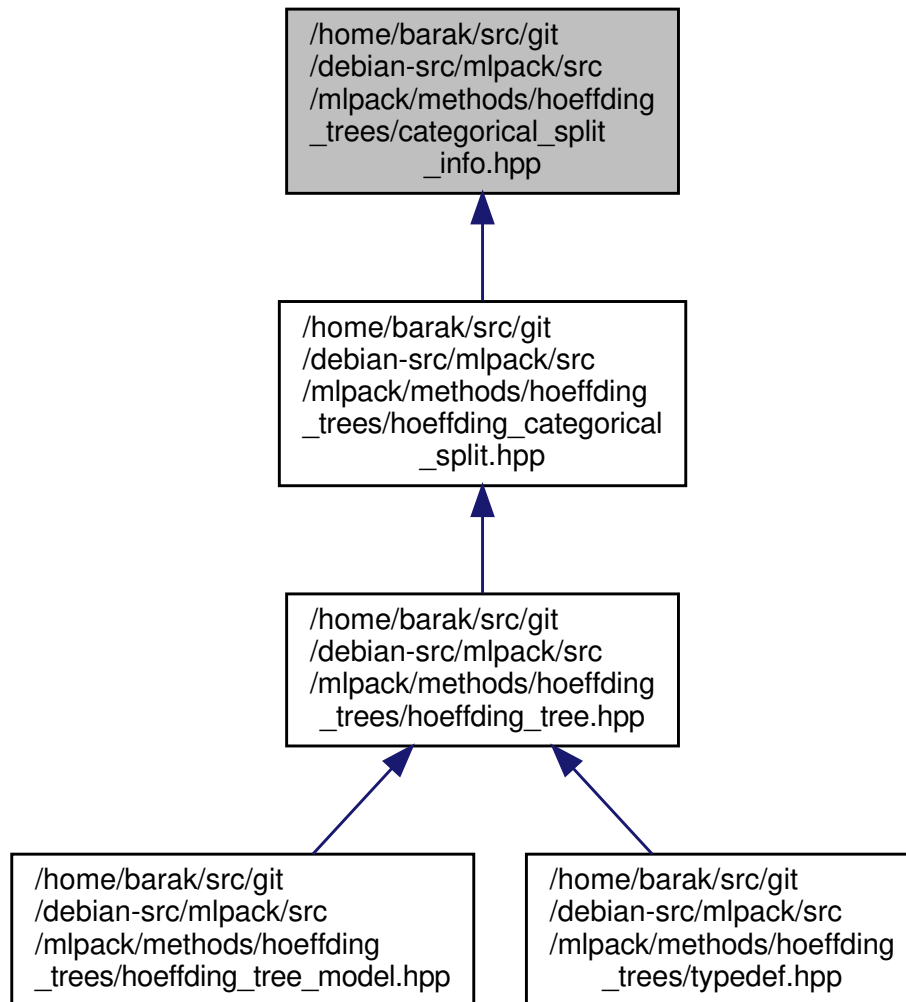 /home/barak/src/git
/debian-src/mlpack/src
/mlpack/methods/hoeffding
_trees/categorical_split
_info.hpp
/home/barak/src/git
/debian-src/mlpack/src
/mlpack/methods/hoeffding
_trees/hoeffding_categorical
_split.hpp
/home/barak/src/git
/debian-src/mlpack/src
/mlpack/methods/hoeffding
_trees/hoeffding_tree.hpp
/home/barak/src/git
/debian-src/mlpack/src
/mlpack/methods/hoeffding
_trees/hoeffding_tree_model.hpp
/home/barak/src/git
/debian-src/mlpack/src
/mlpack/methods/hoeffding
_trees/typedef.hpp